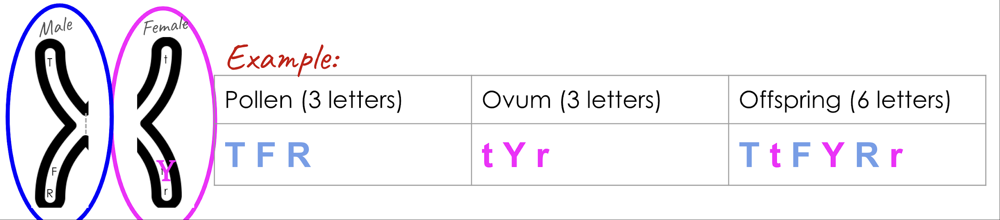 Male
Female
T
t
F
Y
R
r
Example:
Pollen (3 letters)
Ovum (3 letters)
Offspring (6 letters)
T F R
t Y r
T t F Y R r